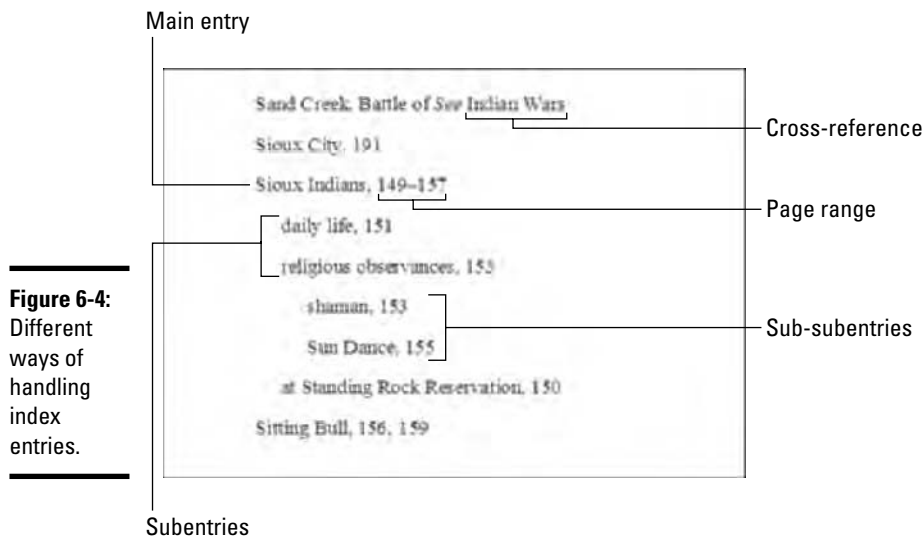 Main entry
Sand Creek, Battle of See Indian Wars
Cross-reference
Sioux City, 191
Sioux Indians, 149–157
Page range
daily life, 151
religious observances, 153
shaman, 153
Sub-subentries
Sun Dance, 155
at Standing Rock Reservation, 150
Sitting Bull, 156, 159
Subentries
Figure 6-4:
Different
ways of
handling
index
entries.